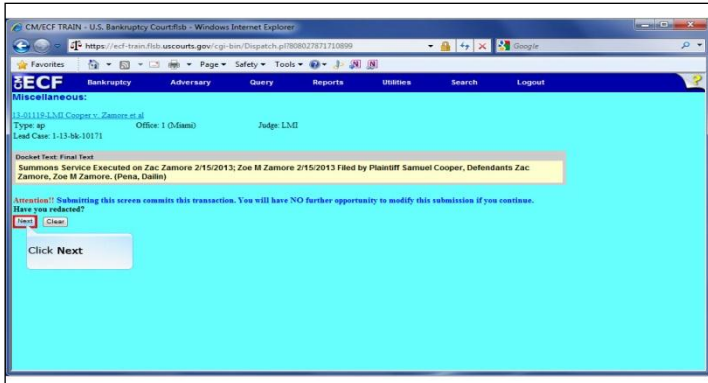 CM/ECF TRAIN - U.S. Bankruptcy Court:flsb - Windows Internet Explorer
https://ecf-train.flsb.uscourts.gov/cgi-bin/Dispatch.pl?808027871710899
Google
Favorites Page Safety Tools
ECF Bankruptcy Adversary Query Reports Utilities Search Logout ?
Miscellaneous:
13-01119-LMI Cooper v. Zamore et al
Type: ap Office: 1 (Miami) Judge: LMI
Lead Case: 1-13-bk-10171
Docket Text: Final Text
Summons Service Executed on Zac Zamore 2/15/2013; Zoe M Zamore 2/15/2013 Filed by Plaintiff Samuel
Cooper, Defendants Zac
Zamore, Zoe M Zamore. (Pena, Dailin)
Attention!! Submitting this screen commits this transaction. You will have NO further opportunity to modify this submission if you continue.
Have you redacted?
Next Clear
Click Next